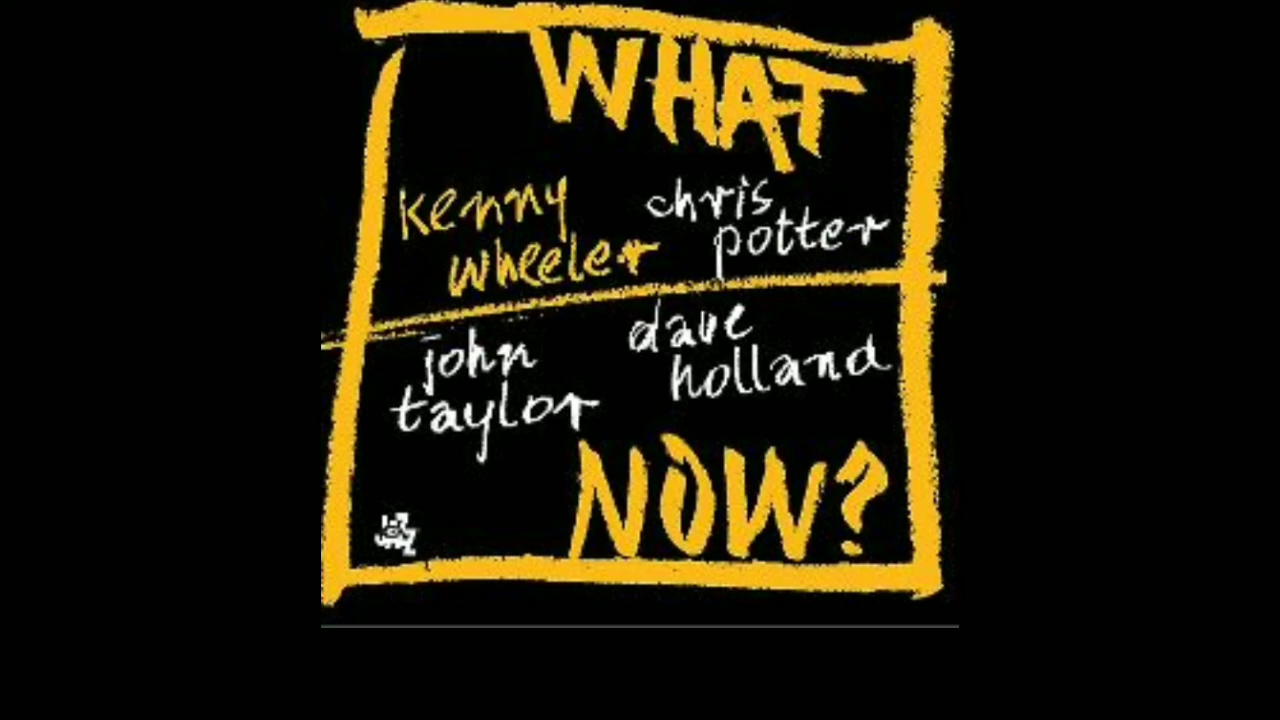 WHAT
kenny
wheeler
chris
potter
john
taylor
dave
holland
NOW?